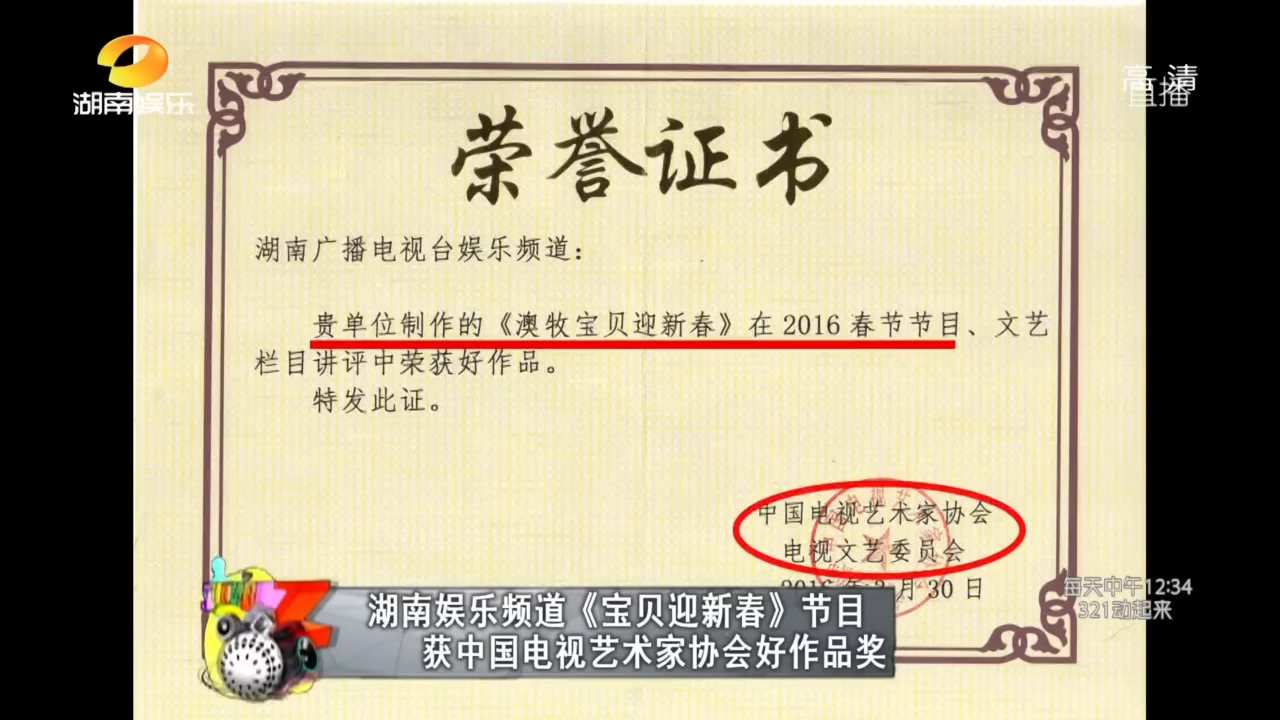 湖南娱乐
高清
直播
荣誉证书
湖南广播电视台娱乐频道：
贵单位制作的《澳牧宝贝迎新春》在2016春节节目、文艺
栏目讲评中荣获好作品。
特发此证。
中国电视艺术家协会
电视文艺委员会
2016年3月30日
每天中午12:34
321动起来
湖南娱乐频道《宝贝迎新春》节目
获中国电视艺术家协会好作品奖